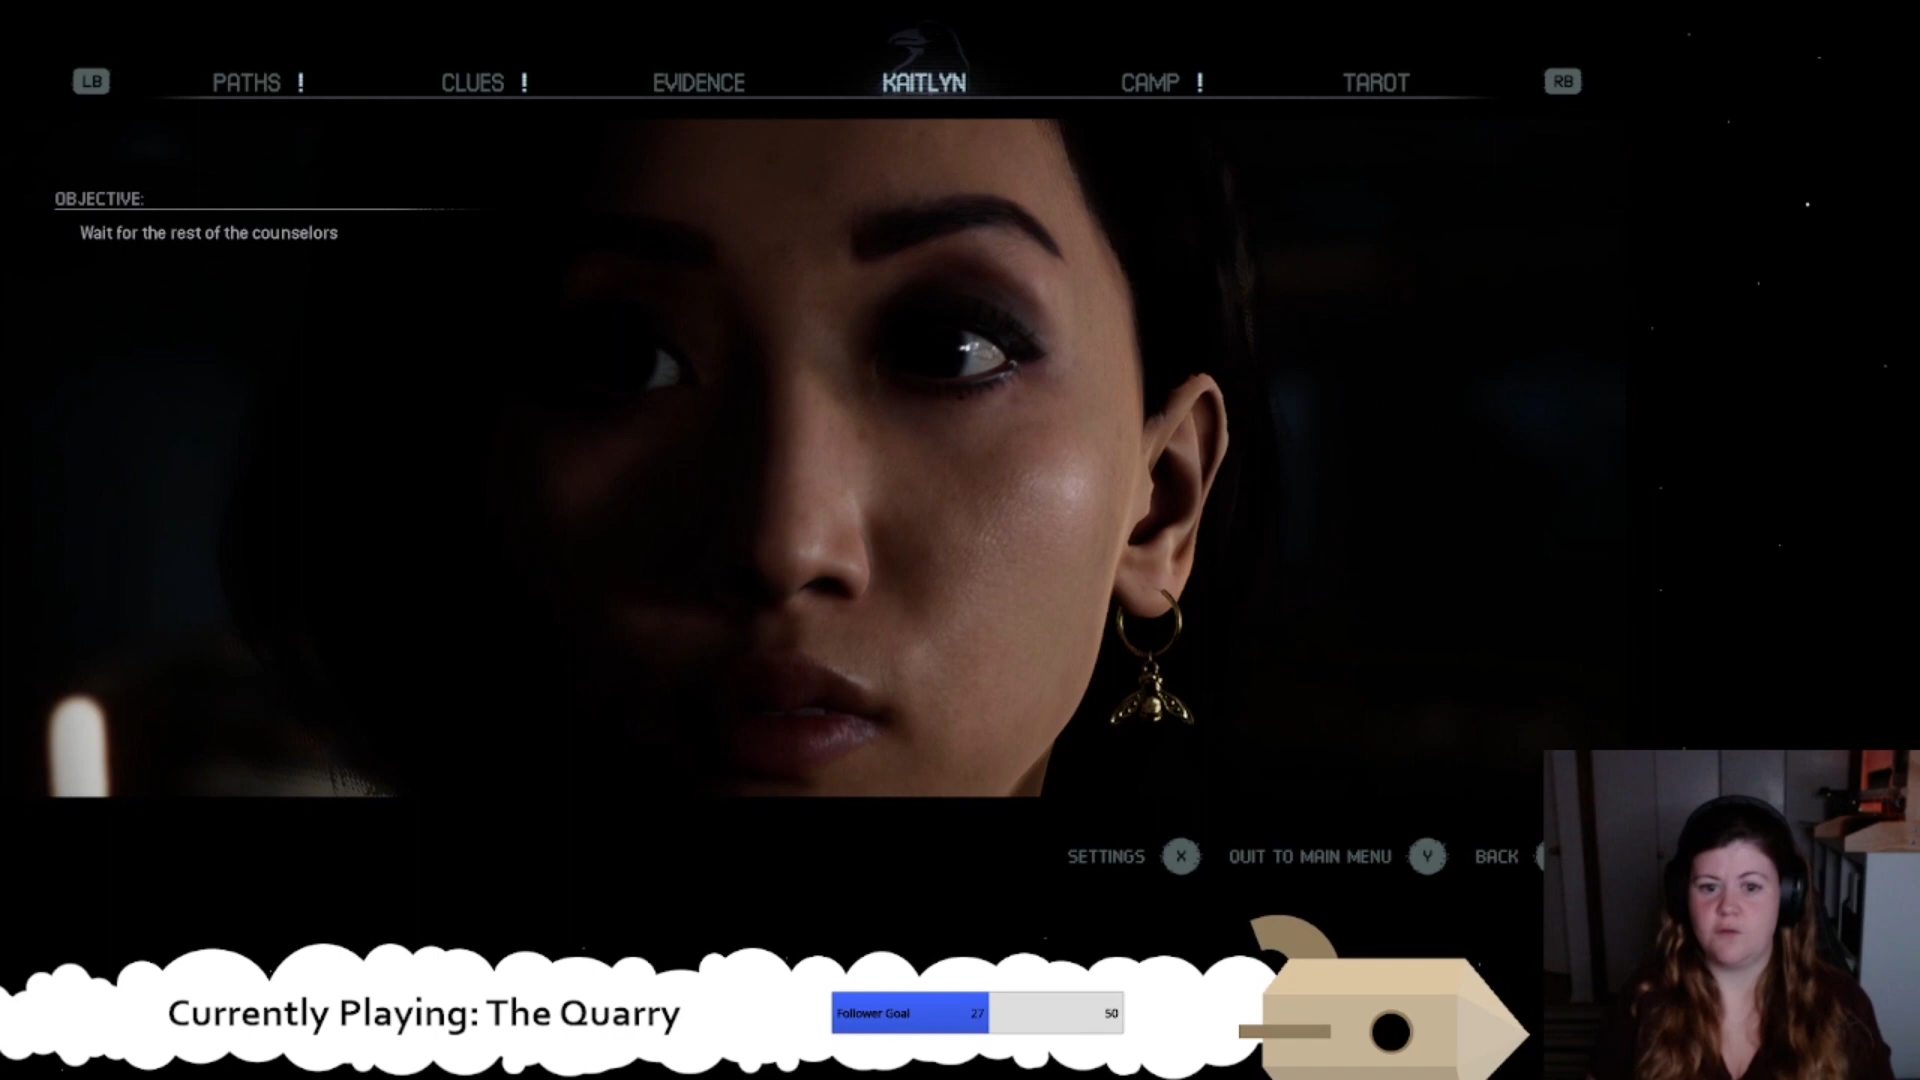 LB PATHS ! CLUES ! EVIDENCE KAITLYN CAMP ! TAROT RB
OBJECTIVE:
Wait for the rest of the counselors
SETTINGS X QUIT TO MAIN MENU Y BACK
Currently Playing: The Quarry
Follower Goal 27 50